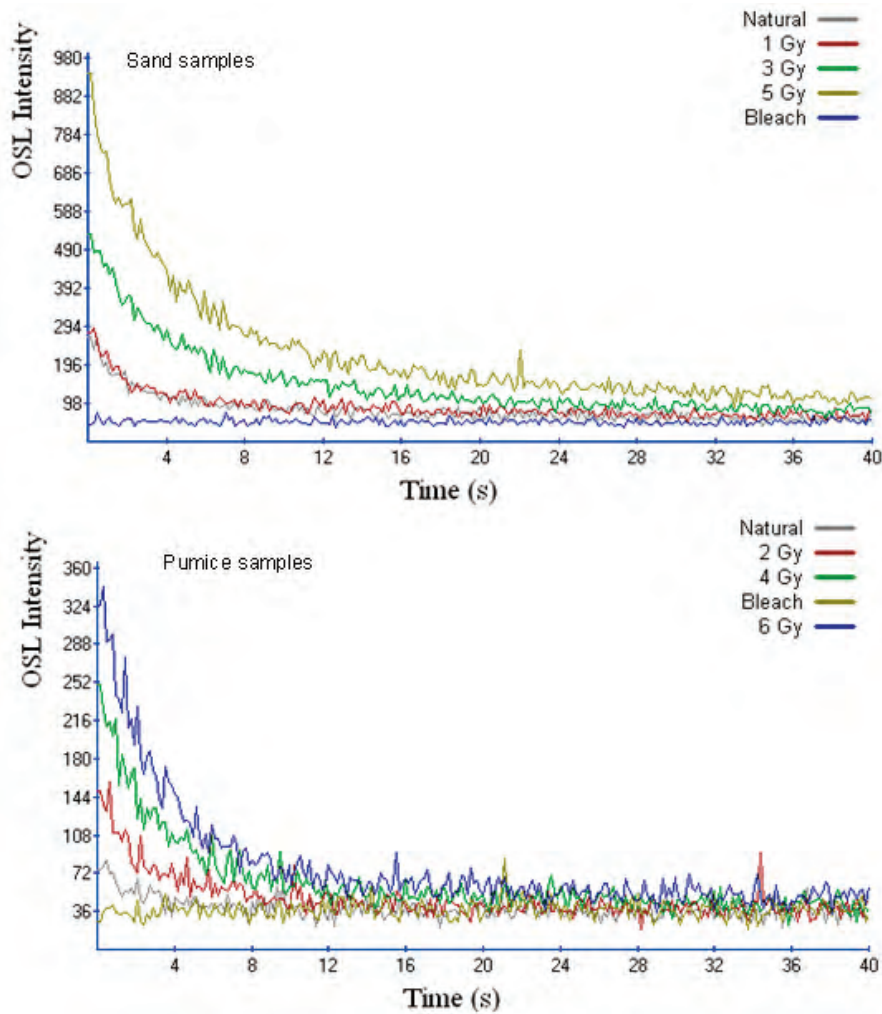 Natural
1 Gy
3 Gy
5 Gy
Bleach
Sand samples
OSL Intensity
980
882
784
686
588
490
392
294
196
98
4 8 12 16 20 24 28 32 36 40
Time (s)
Natural
2 Gy
4 Gy
Bleach
6 Gy
Pumice samples
OSL Intensity
360
324
288
252
216
180
144
108
72
36
4 8 12 16 20 24 28 32 36 40
Time (s)